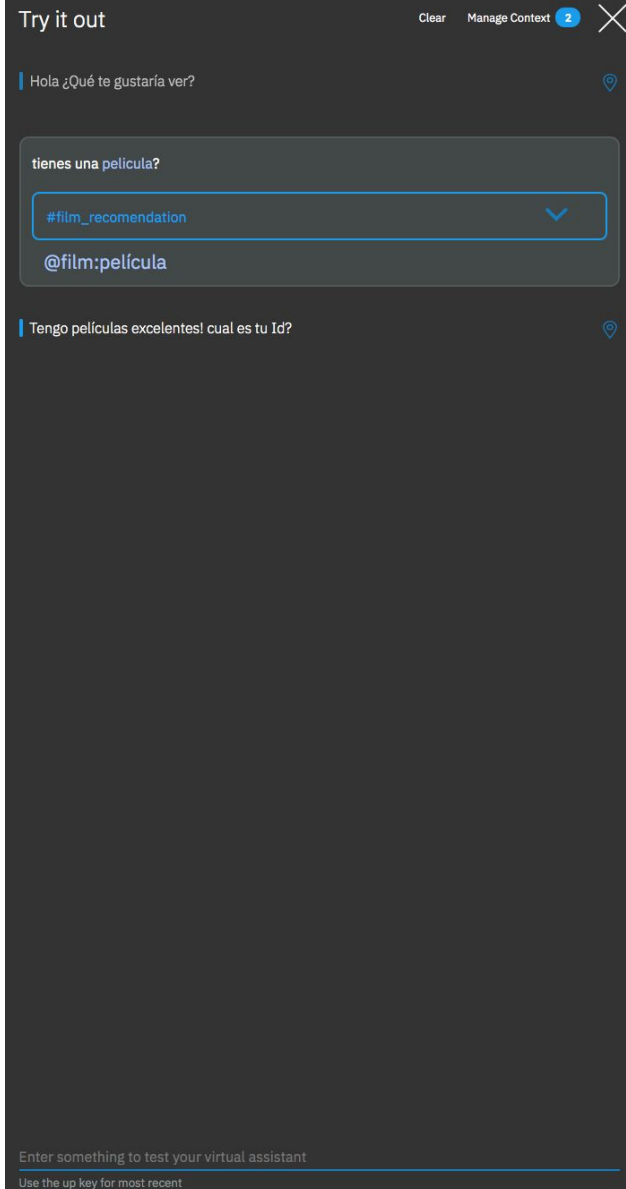 Try it out
Clear
Manage Context 2
Hola ¿Qué te gustaría ver?
tienes una pelicula?
#film_recomendation
@film:película
Tengo películas excelentes! cual es tu Id?
Enter something to test your virtual assistant
Use the up key for most recent